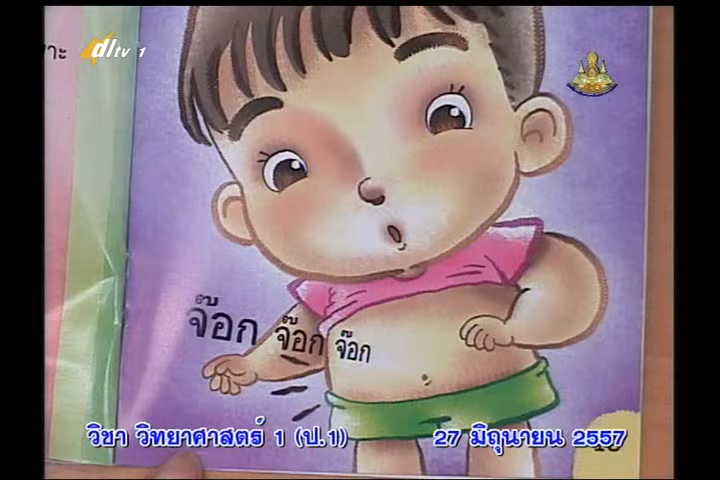 dltv 1
จ๊อก จ๊อก จ๊อก
วิชา วิทยาศาสตร์ 1 (ป.1) 27 มิถุนายน 2557